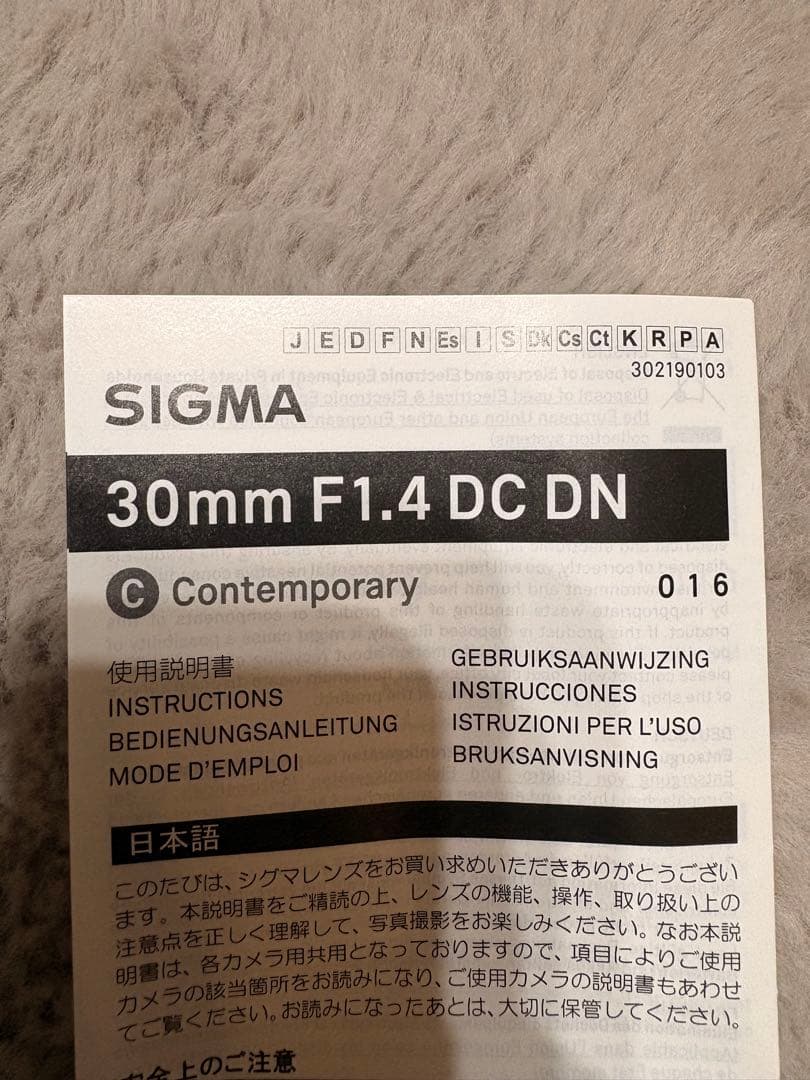 J E D F N Es I S Dk Cs Ct K R P A
302190103
SIGMA
30mm F1.4 DC DN
C Contemporary 016
使用説明書
INSTRUCTIONS
BEDIENUNGSANLEITUNG
MODE D'EMPLOI
GEBRUIKSAANWIJZING
INSTRUCCIONES
ISTRUZIONI PER L'USO
BRUKSANVISNING
日本語
このたびは、シグマレンズをお買い求めいただきありがとうござい
ます。本説明書をご精読の上、レンズの機能、操作、取り扱い上の
注意点を正しく理解して、写真撮影をお楽しみください。なお本説
明書は、各カメラ用共用となっておりますので、項目によりご使用
カメラの該当箇所をお読みになり、ご使用カメラの説明書もあわせ
てご覧ください。お読みになったあとは、大切に保管してください。
安全上のご注意